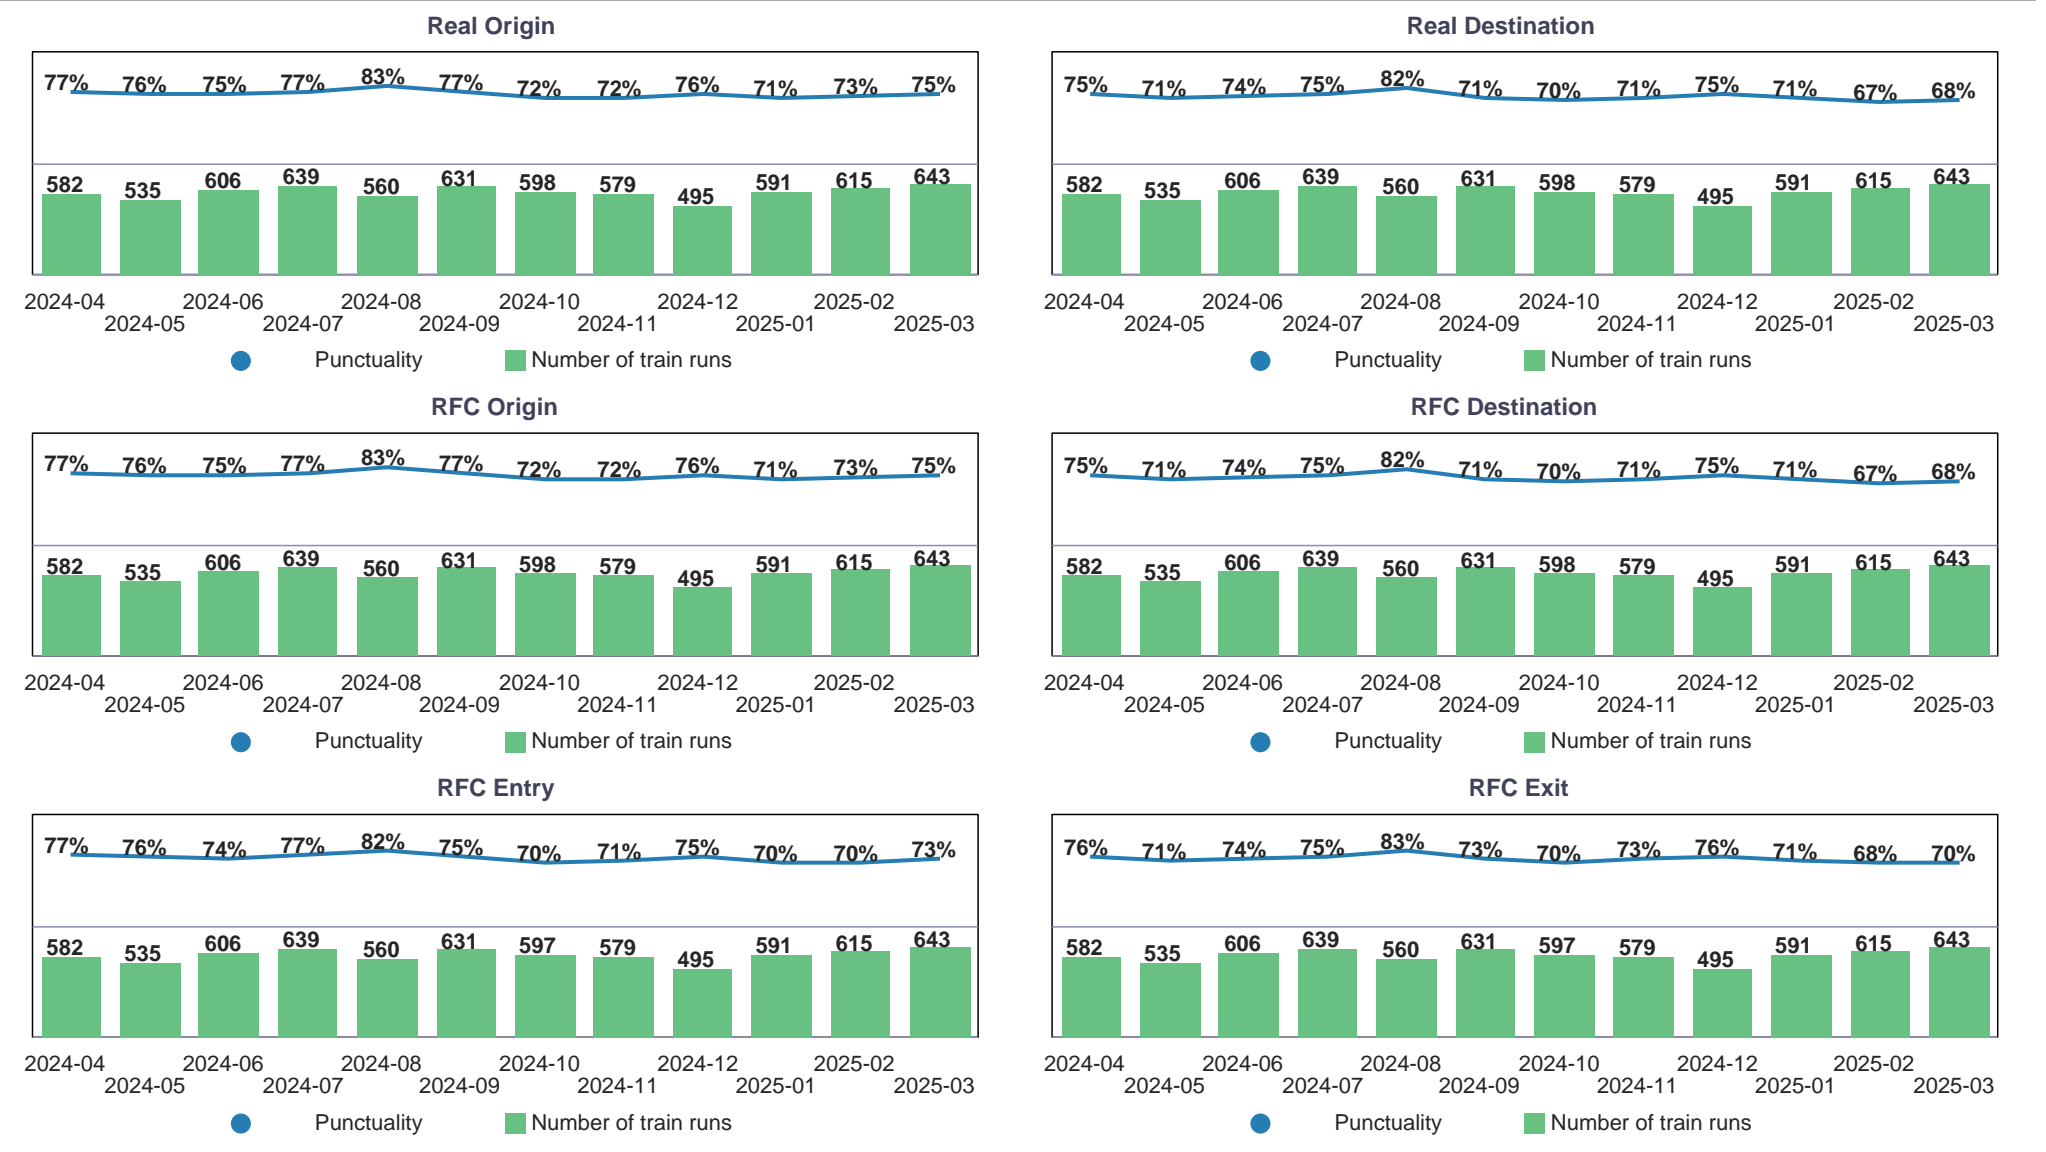 Real Origin
77% 76% 75% 77% 83% 77% 72% 72% 76% 71% 73% 75%
582 535 606 639 560 631 598 579 495 591 615 643
2024-04 2024-06 2024-08 2024-10 2024-12 2025-02
2024-05 2024-07 2024-09 2024-11 2025-01 2025-03
Punctuality Number of train runs
Real Destination
75% 71% 74% 75% 82% 71% 70% 71% 75% 71% 67% 68%
582 535 606 639 560 631 598 579 495 591 615 643
2024-04 2024-06 2024-08 2024-10 2024-12 2025-02
2024-05 2024-07 2024-09 2024-11 2025-01 2025-03
Punctuality Number of train runs
RFC Origin
77% 76% 75% 77% 83% 77% 72% 72% 76% 71% 73% 75%
582 535 606 639 560 631 598 579 495 591 615 643
2024-04 2024-06 2024-08 2024-10 2024-12 2025-02
2024-05 2024-07 2024-09 2024-11 2025-01 2025-03
Punctuality Number of train runs
RFC Destination
75% 71% 74% 75% 82% 71% 70% 71% 75% 71% 67% 68%
582 535 606 639 560 631 598 579 495 591 615 643
2024-04 2024-06 2024-08 2024-10 2024-12 2025-02
2024-05 2024-07 2024-09 2024-11 2025-01 2025-03
Punctuality Number of train runs
RFC Entry
77% 76% 74% 77% 82% 75% 70% 71% 75% 70% 70% 73%
582 535 606 639 560 631 597 579 495 591 615 643
2024-04 2024-06 2024-08 2024-10 2024-12 2025-02
2024-05 2024-07 2024-09 2024-11 2025-01 2025-03
Punctuality Number of train runs
RFC Exit
76% 71% 74% 75% 83% 73% 70% 73% 76% 71% 68% 70%
582 535 606 639 560 631 597 579 495 591 615 643
2024-04 2024-06 2024-08 2024-10 2024-12 2025-02
2024-05 2024-07 2024-09 2024-11 2025-01 2025-03
Punctuality Number of train runs